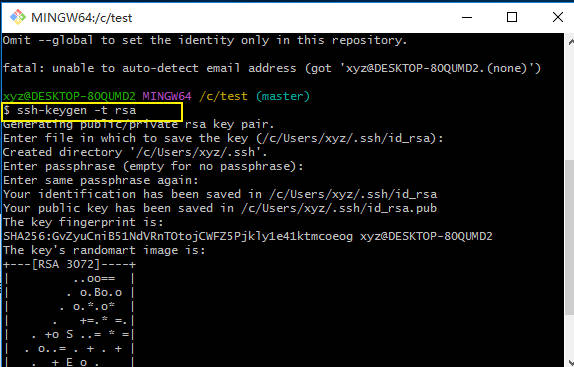 MINGW64:/c/test
Omit --global to set the identity only in this repository.
fatal: unable to auto-detect email address (got 'xyz@DESKTOP-8OQUMD2.(none)')
xyz@DESKTOP-8OQUMD2 MINGW64 /c/test (master)
$ ssh-keygen -t rsa
Generating public/private rsa key pair.
Enter file in which to save the key (/c/Users/xyz/.ssh/id_rsa):
Created directory '/c/Users/xyz/.ssh'.
Enter passphrase (empty for no passphrase):
Enter same passphrase again:
Your identification has been saved in /c/Users/xyz/.ssh/id_rsa
Your public key has been saved in /c/Users/xyz/.ssh/id_rsa.pub
The key fingerprint is:
SHA256:GvZyuCniB51NdVRnTOtojCWFZ5Pjkly1e41ktmcoeog xyz@DESKTOP-8OQUMD2
The key's randomart image is:
+---[RSA 3072]----+
|          ..oo==  |
|         . o.Bo.o |
|        . o.*.o*  |
|       .   +=.* =.|
|    . +o S ..= * =|
|   . o..= . + . + |
|    .  + E o .    |